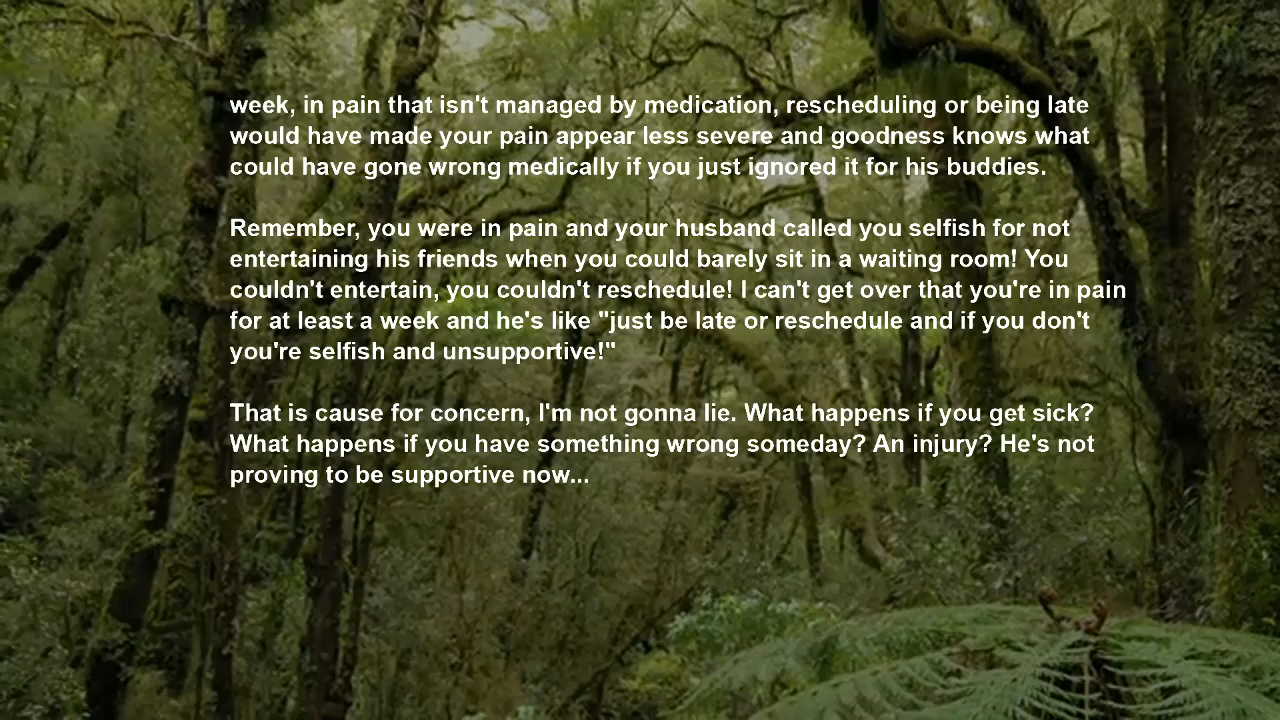 week, in pain that isn't managed by medication, rescheduling or being late
would have made your pain appear less severe and goodness knows what
could have gone wrong medically if you just ignored it for his buddies.
Remember, you were in pain and your husband called you selfish for not
entertaining his friends when you could barely sit in a waiting room! You
couldn't entertain, you couldn't reschedule! I can't get over that you're in pain
for at least a week and he's like "just be late or reschedule and if you don't
you're selfish and unsupportive!"
That is cause for concern, I'm not gonna lie. What happens if you get sick?
What happens if you have something wrong someday? An injury? He's not
proving to be supportive now...